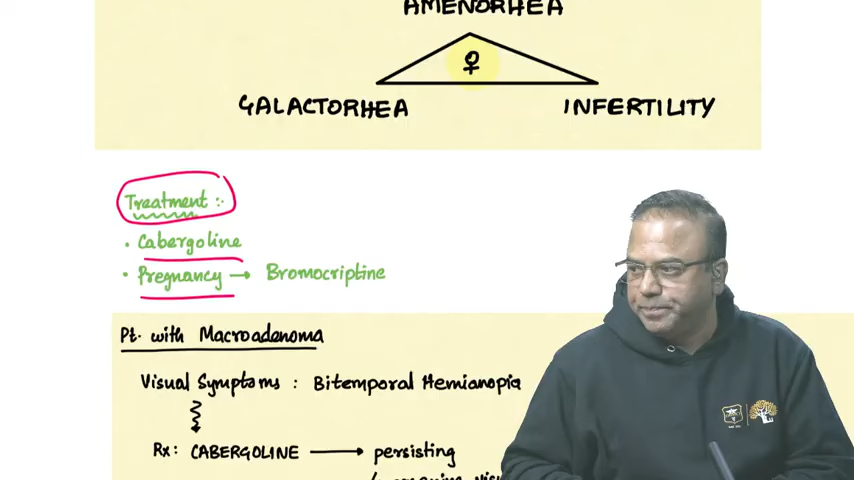 AMENORHEA
GALACTORHEA
INFERTILITY
Treatment :-
• Cabergoline
• Pregnancy → Bromocriptine
Pt. with Macroadenoma
Visual Symptoms : Bitemporal Hemianopia
Rx: CABERGOLINE → persisting